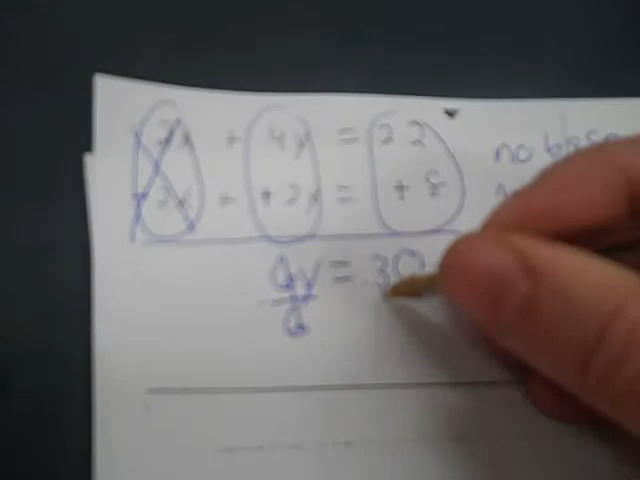 2x + 4y = 22 no
-2x + +2y = + 8
6y = 30
6